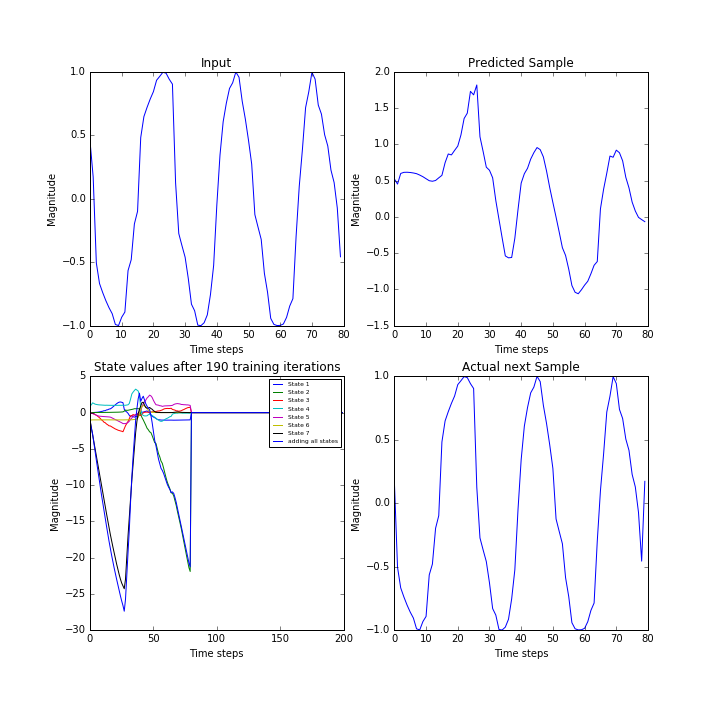 Input
Magnitude
1.0
0.5
0.0
−0.5
−1.0
0 10 20 30 40 50 60 70 80
Time steps
Predicted Sample
Magnitude
2.0
1.5
1.0
0.5
0.0
−0.5
−1.0
−1.5
0 10 20 30 40 50 60 70 80
Time steps
State values after 190 training iterations
Magnitude
5
0
−5
−10
−15
−20
−25
−30
0 50 100 150 200
Time steps
State 1
State 2
State 3
State 4
State 5
State 6
State 7
adding all states
Actual next Sample
Magnitude
1.0
0.5
0.0
−0.5
−1.0
0 10 20 30 40 50 60 70 80
Time steps